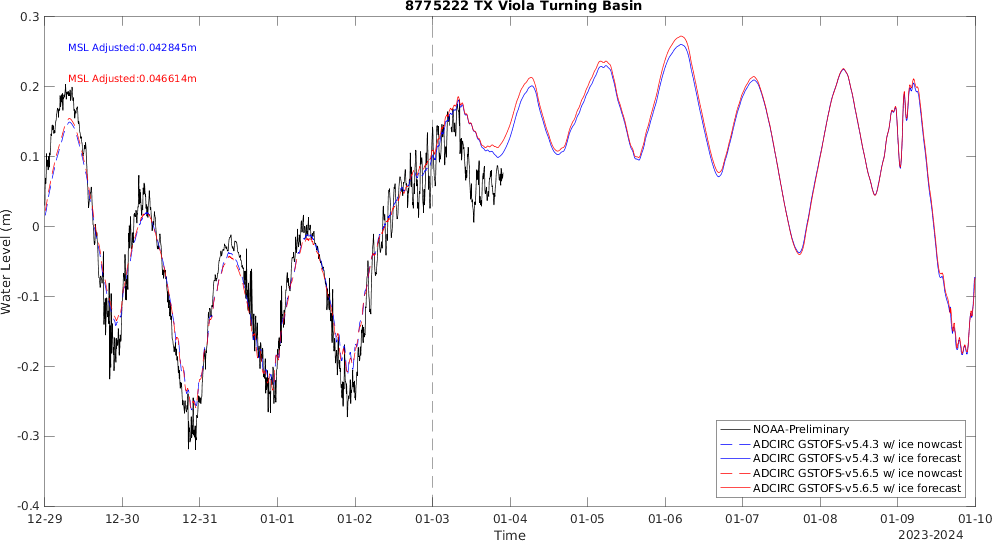 8775222 TX Viola Turning Basin
MSL Adjusted:0.042845m
MSL Adjusted:0.046614m
Water Level (m)
0.3
0.2
0.1
0
-0.1
-0.2
-0.3
-0.4
NOAA-Preliminary
ADCIRC GSTOFS-v5.4.3 w/ ice nowcast
ADCIRC GSTOFS-v5.4.3 w/ ice forecast
ADCIRC GSTOFS-v5.6.5 w/ ice nowcast
ADCIRC GSTOFS-v5.6.5 w/ ice forecast
12-29 12-30 12-31 01-01 01-02 01-03 01-04 01-05 01-06 01-07 01-08 01-09 01-10
Time
2023-2024